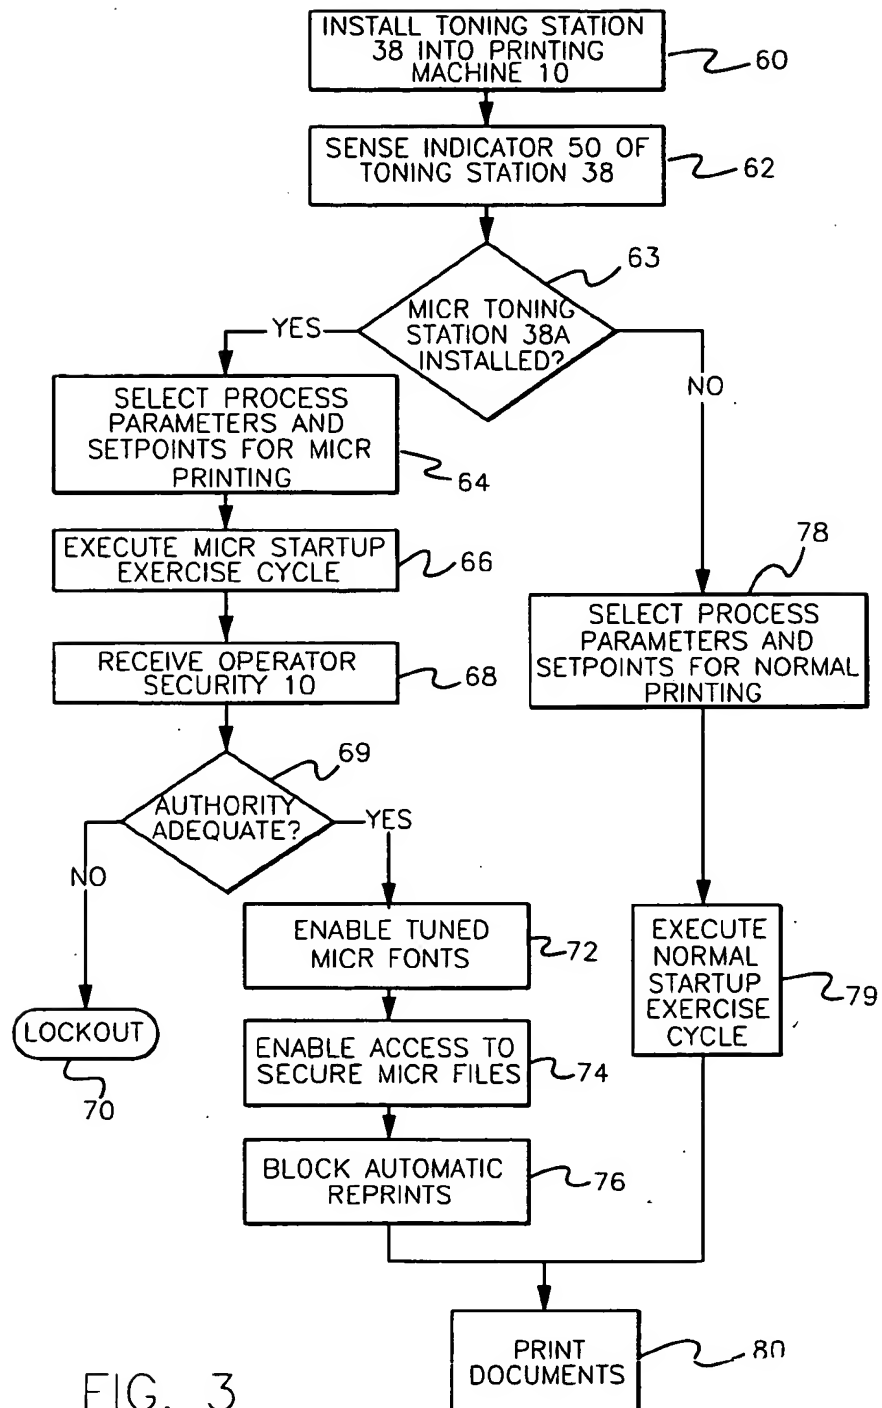 INSTALL TONING STATION
38 INTO PRINTING
MACHINE 10
60
SENSE INDICATOR 50 OF
TONING STATION 38
62
63
MICR TONING
STATION 38A
INSTALLED?
YES
NO
SELECT PROCESS
PARAMETERS AND
SETPOINTS FOR MICR
PRINTING
64
EXECUTE MICR STARTUP
EXERCISE CYCLE
66
78
SELECT PROCESS
PARAMETERS AND
SETPOINTS FOR NORMAL
PRINTING
RECEIVE OPERATOR
SECURITY 10
68
69
AUTHORITY
ADEQUATE?
YES
NO
ENABLE TUNED
MICR FONTS
72
EXECUTE
NORMAL
STARTUP
EXERCISE
CYCLE
79
LOCKOUT
70
ENABLE ACCESS TO
SECURE MICR FILES
74
BLOCK AUTOMATIC
REPRINTS
76
PRINT
DOCUMENTS
80
FIG. 3